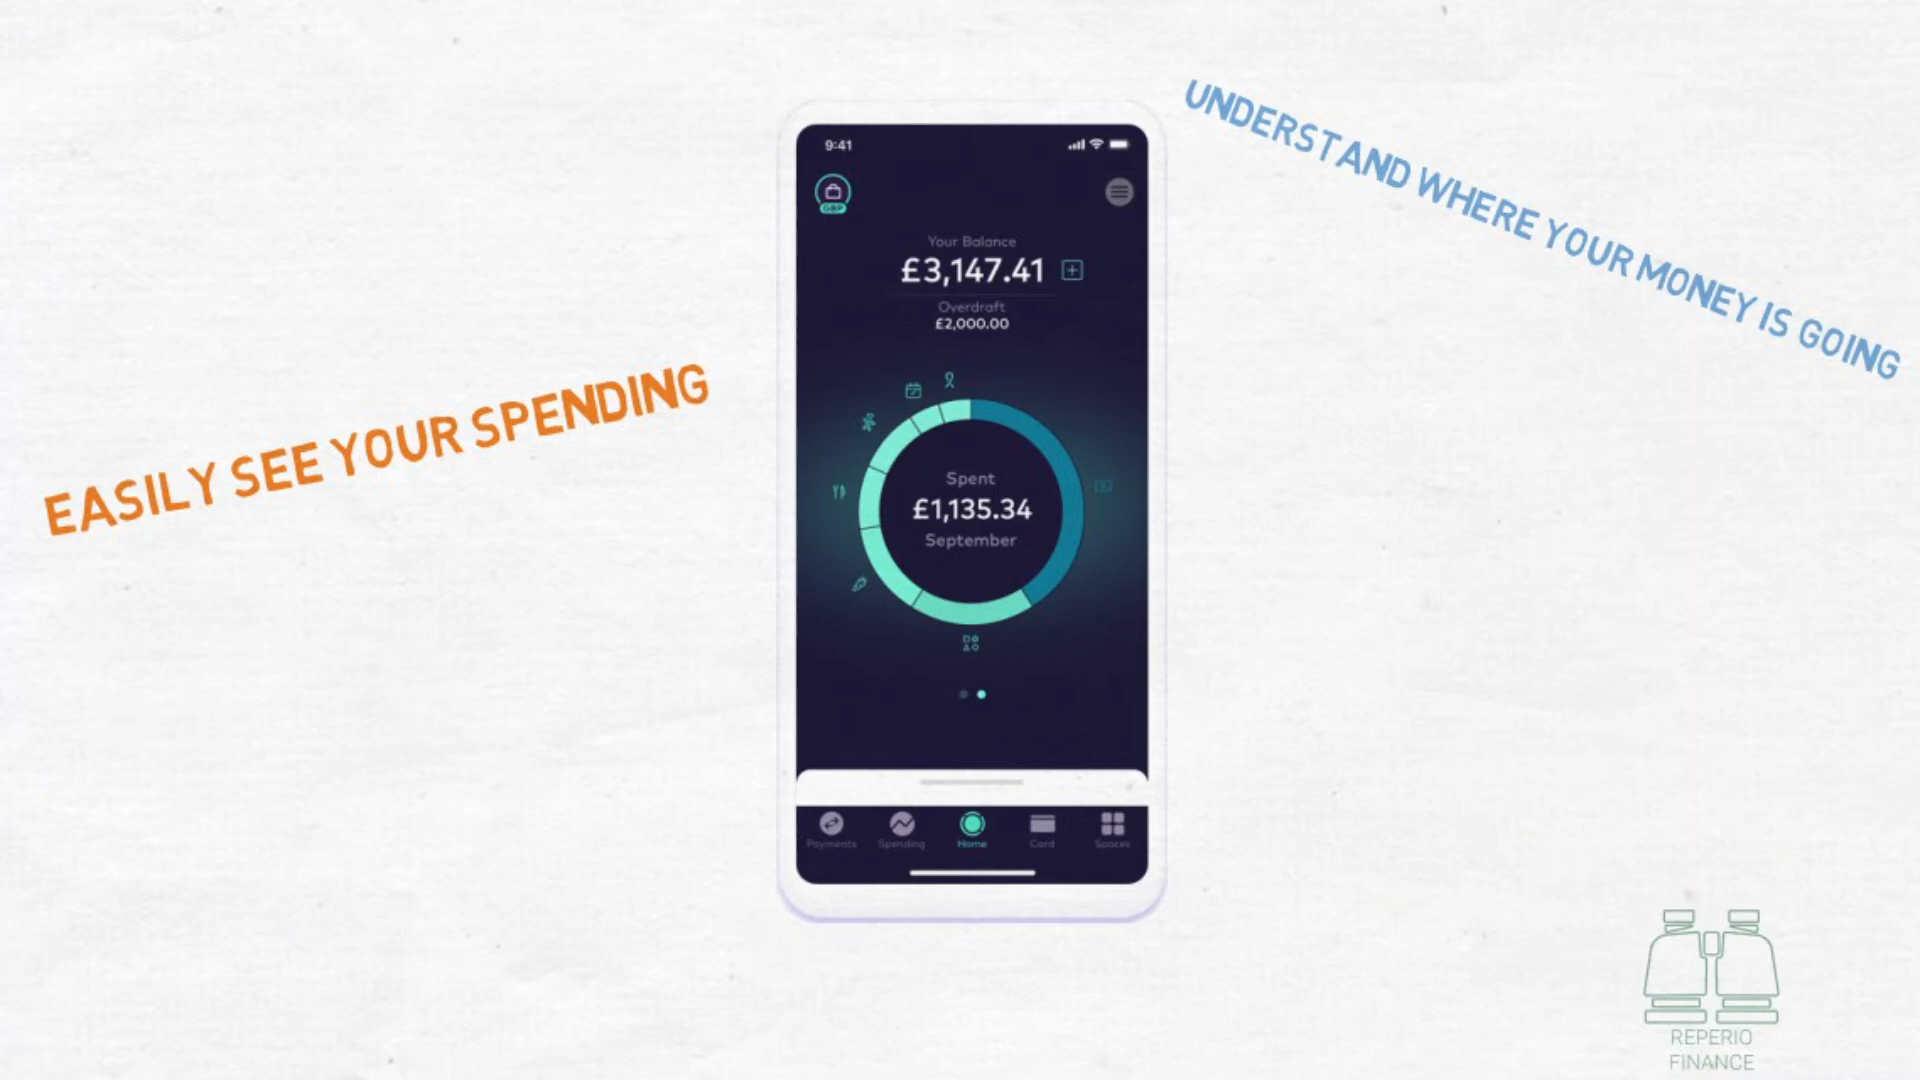 UNDERSTAND WHERE YOUR MONEY IS GOING
EASILY SEE YOUR SPENDING
9:41
GBP
Your Balance
£3,147.41
Overdraft
£2,000.00
Spent
£1,135.34
September
Payments
Spending
Home
Card
Spaces
REPERIO
FINANCE